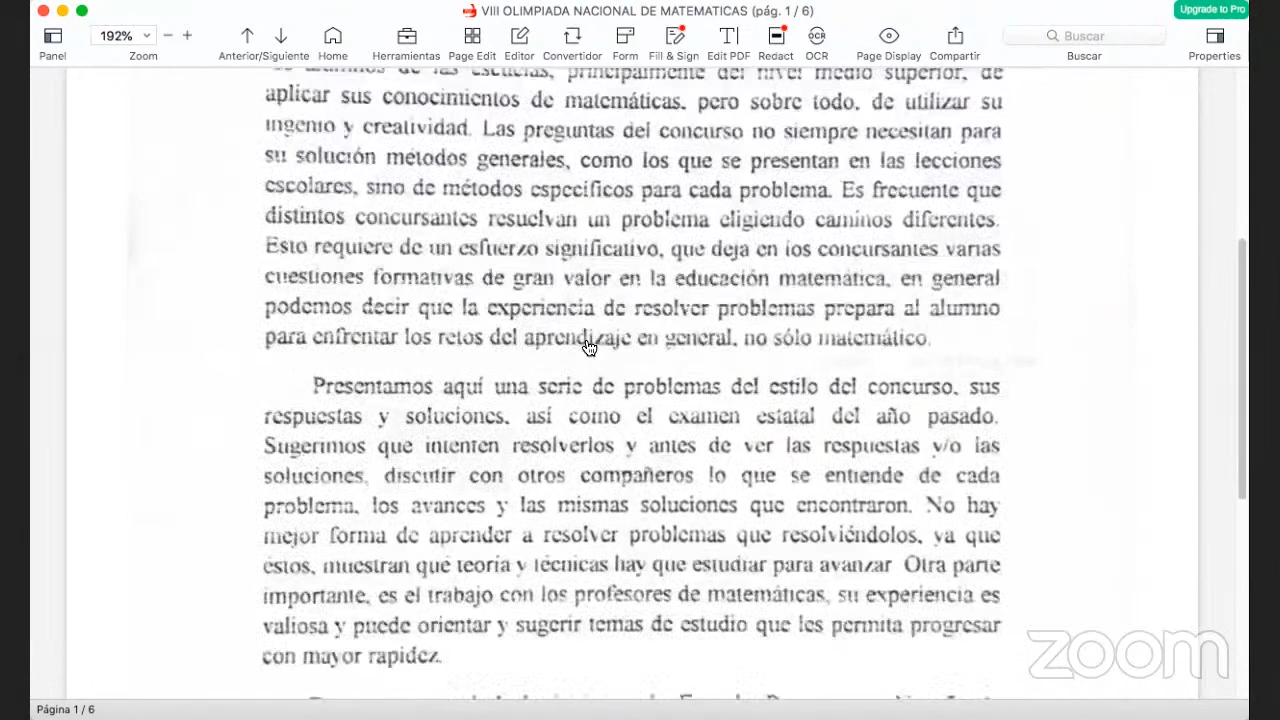 VIII OLIMPIADA NACIONAL DE MATEMATICAS (pág. 1 / 6)
Upgrade to Pro
192%
Buscar
Panel Zoom Anterior/Siguiente Home Herramientas Page Edit Editor Convertidor Form Fill & Sign Edit PDF Redact OCR Page Display Compartir Buscar Properties
alumnos de las escuelas, principalmente del nivel medio superior, de
aplicar sus conocimientos de matemáticas, pero sobre todo, de utilizar su
ingenio y creatividad. Las preguntas del concurso no siempre necesitan para
su solución métodos generales, como los que se presentan en las lecciones
escolares, sino de métodos específicos para cada problema. Es frecuente que
distintos concursantes resuelvan un problema eligiendo caminos diferentes.
Esto requiere de un esfuerzo significativo, que deja en los concursantes varias
cuestiones formativas de gran valor en la educación matemática, en general
podemos decir que la experiencia de resolver problemas prepara al alumno
para enfrentar los retos del aprendizaje en general, no sólo matemático.
Presentamos aquí una serie de problemas del estilo del concurso, sus
respuestas y soluciones, así como el examen estatal del año pasado.
Sugerimos que intenten resolverlos y antes de ver las respuestas y/o las
soluciones, discutir con otros compañeros lo que se entiende de cada
problema, los avances y las mismas soluciones que encontraron. No hay
mejor forma de aprender a resolver problemas que resolviéndolos, ya que
éstos, muestran qué teoría y técnicas hay que estudiar para avanzar Otra parte
importante, es el trabajo con los profesores de matemáticas, su experiencia es
valiosa y puede orientar y sugerir temas de estudio que les permita progresar
con mayor rapidez.
zoom
Página 1 / 6